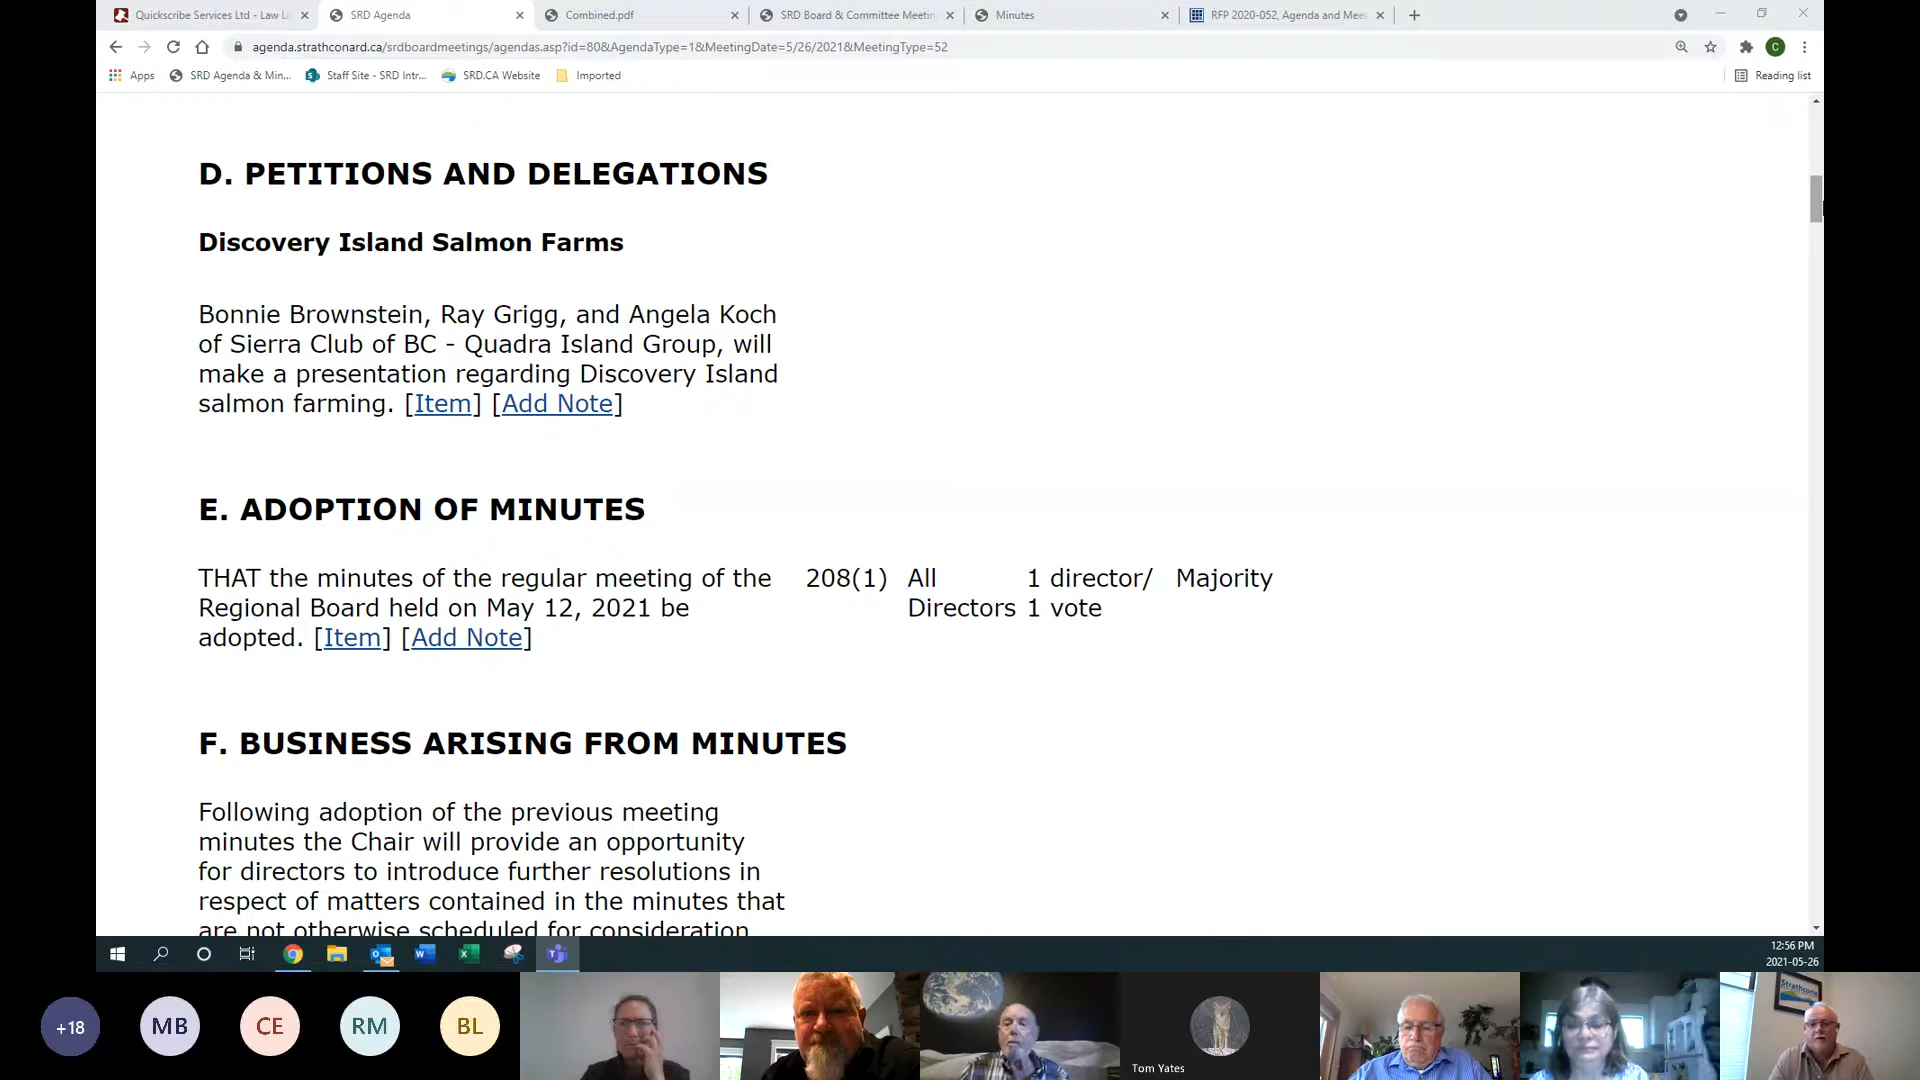 Quickscribe Services Ltd - Law Li
SRD Agenda
Combined.pdf
SRD Board & Committee Meetin
Minutes
RFP 2020-052, Agenda and Mee
agenda.strathconard.ca/srdboardmeetings/agendas.asp?id=80&AgendaType=1&MeetingDate=5/26/2021&MeetingType=52
C
Apps
SRD Agenda & Min...
Staff Site - SRD Intr...
SRD.CA Website
Imported
Reading list
D. PETITIONS AND DELEGATIONS
Discovery Island Salmon Farms
Bonnie Brownstein, Ray Grigg, and Angela Koch
of Sierra Club of BC - Quadra Island Group, will
make a presentation regarding Discovery Island
salmon farming. [Item] [Add Note]
E. ADOPTION OF MINUTES
THAT the minutes of the regular meeting of the 208(1) All 1 director/ Majority
Regional Board held on May 12, 2021 be Directors 1 vote
adopted. [Item] [Add Note]
F. BUSINESS ARISING FROM MINUTES
Following adoption of the previous meeting
minutes the Chair will provide an opportunity
for directors to introduce further resolutions in
respect of matters contained in the minutes that
are not otherwise scheduled for consideration
12:56 PM
2021-05-26
+18
MB
CE
RM
BL
Tom Yates
Strathcona